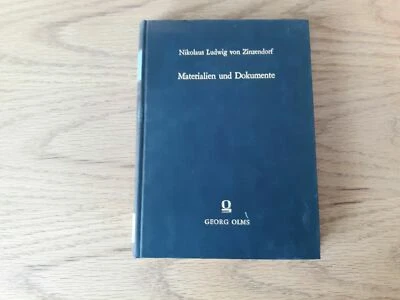 Nikolaus Ludwig von Zinzendorf
Materialien und Dokumente
GEORG OLMS